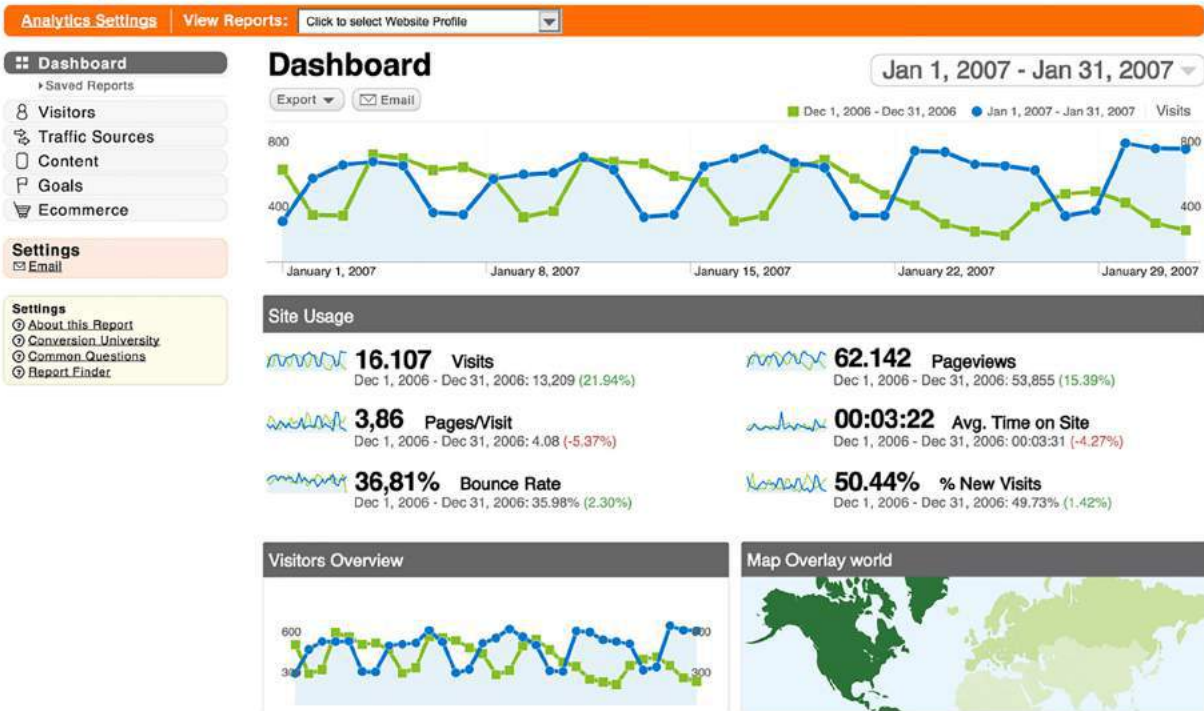 Analytics Settings View Reports: Click to select Website Profile
Dashboard
Saved Reports
Visitors
Traffic Sources
Content
Goals
Ecommerce
Settings
Email
Settings
About this Report
Conversion University
Common Questions
Report Finder
Dashboard
Jan 1, 2007 - Jan 31, 2007
Export Email
Dec 1, 2006 - Dec 31, 2006 Jan 1, 2007 - Jan 31, 2007 Visits
800 800
400 400
January 1, 2007 January 8, 2007 January 15, 2007 January 22, 2007 January 29, 2007
Site Usage
16.107 Visits
Dec 1, 2006 - Dec 31, 2006: 13,209 (21.94%)
62.142 Pageviews
Dec 1, 2006 - Dec 31, 2006: 53,855 (15.39%)
3,86 Pages/Visit
Dec 1, 2006 - Dec 31, 2006: 4.08 (-5.37%)
00:03:22 Avg. Time on Site
Dec 1, 2006 - Dec 31, 2006: 00:03:31 (-4.27%)
36,81% Bounce Rate
Dec 1, 2006 - Dec 31, 2006: 35.98% (2.30%)
50.44% % New Visits
Dec 1, 2006 - Dec 31, 2006: 49.73% (1.42%)
Visitors Overview
600 600
300 300
Map Overlay world